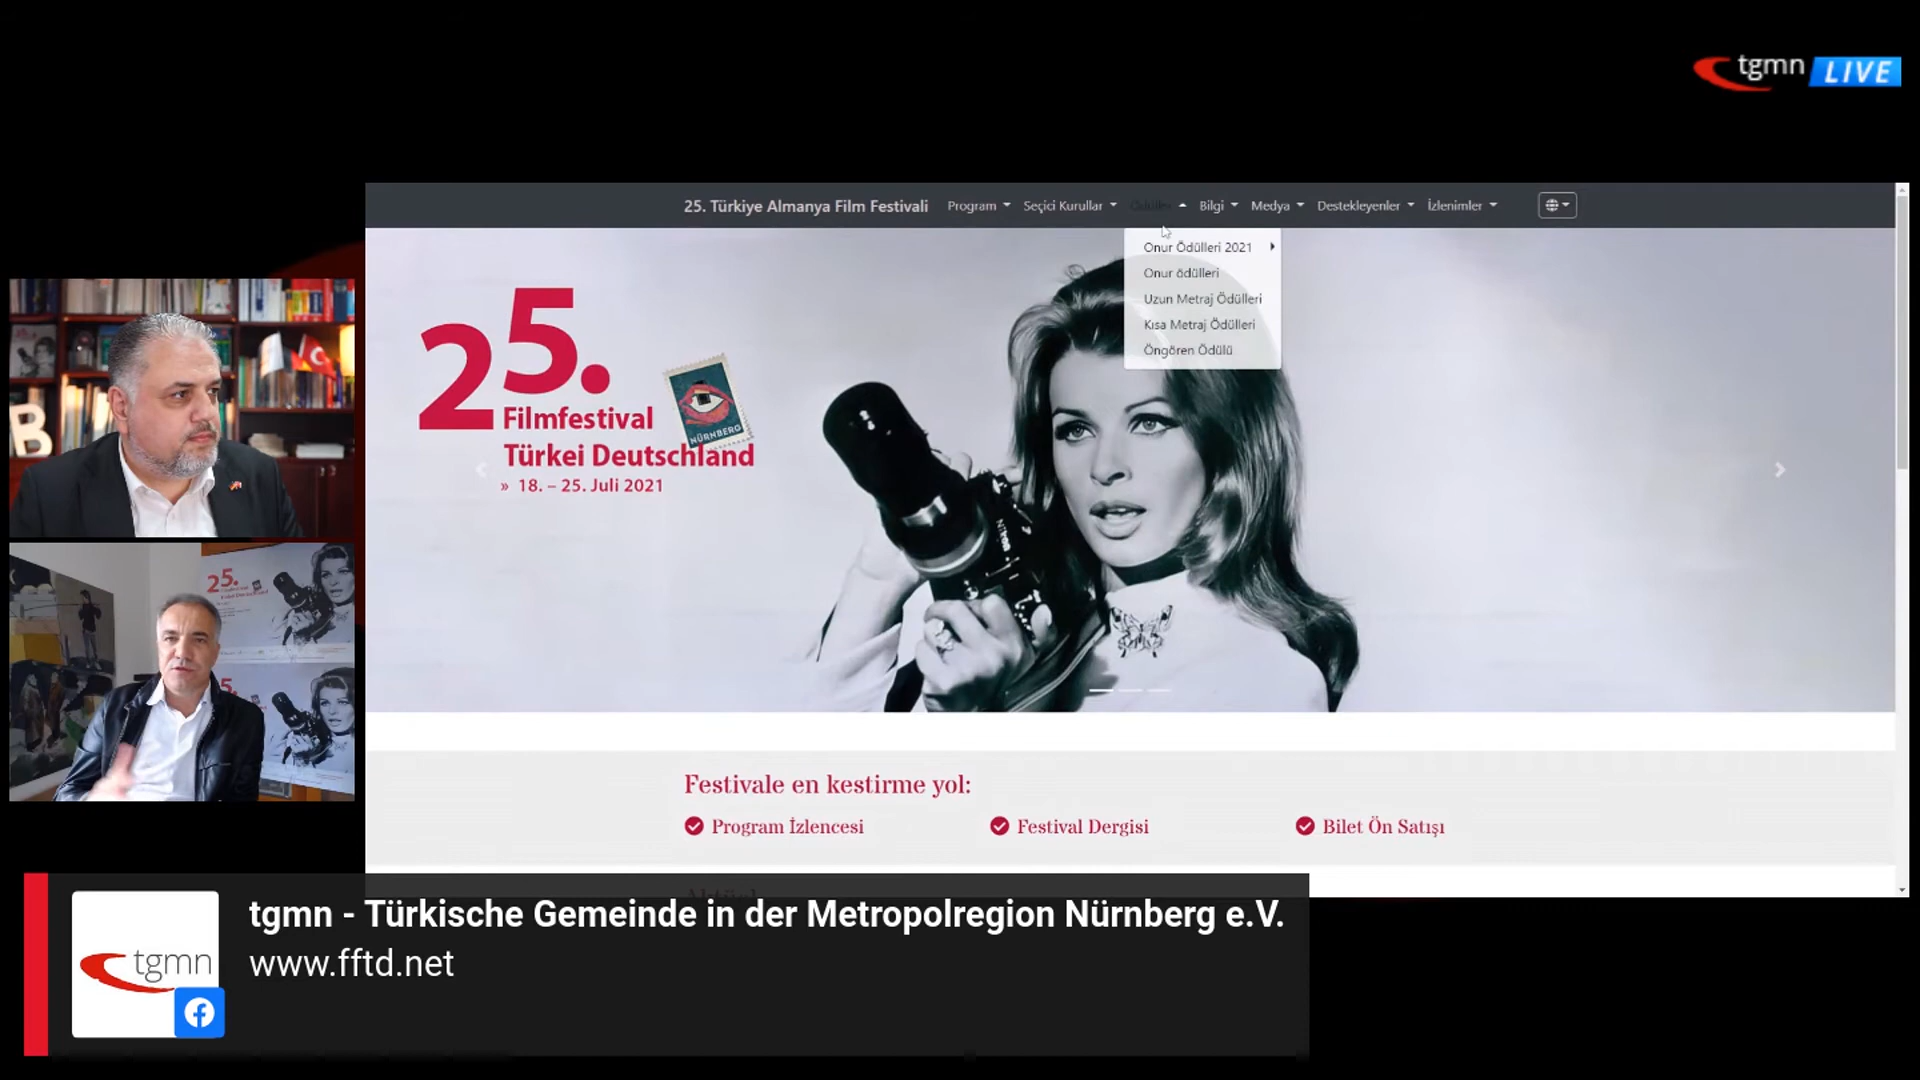 tgmn LIVE
25. Türkiye Almanya Film Festivali Program Seçici Kurullar Ödüller Bilgi Medya Destekleyenler İzlenimler
Onur Ödülleri 2021
Onur ödülleri
Uzun Metraj Ödülleri
Kısa Metraj Ödülleri
Öngören Ödülü
25.
Filmfestival
Türkei Deutschland
» 18. – 25. Juli 2021
NÜRNBERG
Nikon
B
25.
Festivale en kestirme yol:
Program İzlencesi Festival Dergisi Bilet Ön Satışı
tgmn - Türkische Gemeinde in der Metropolregion Nürnberg e.V.
www.fftd.net
tgmn